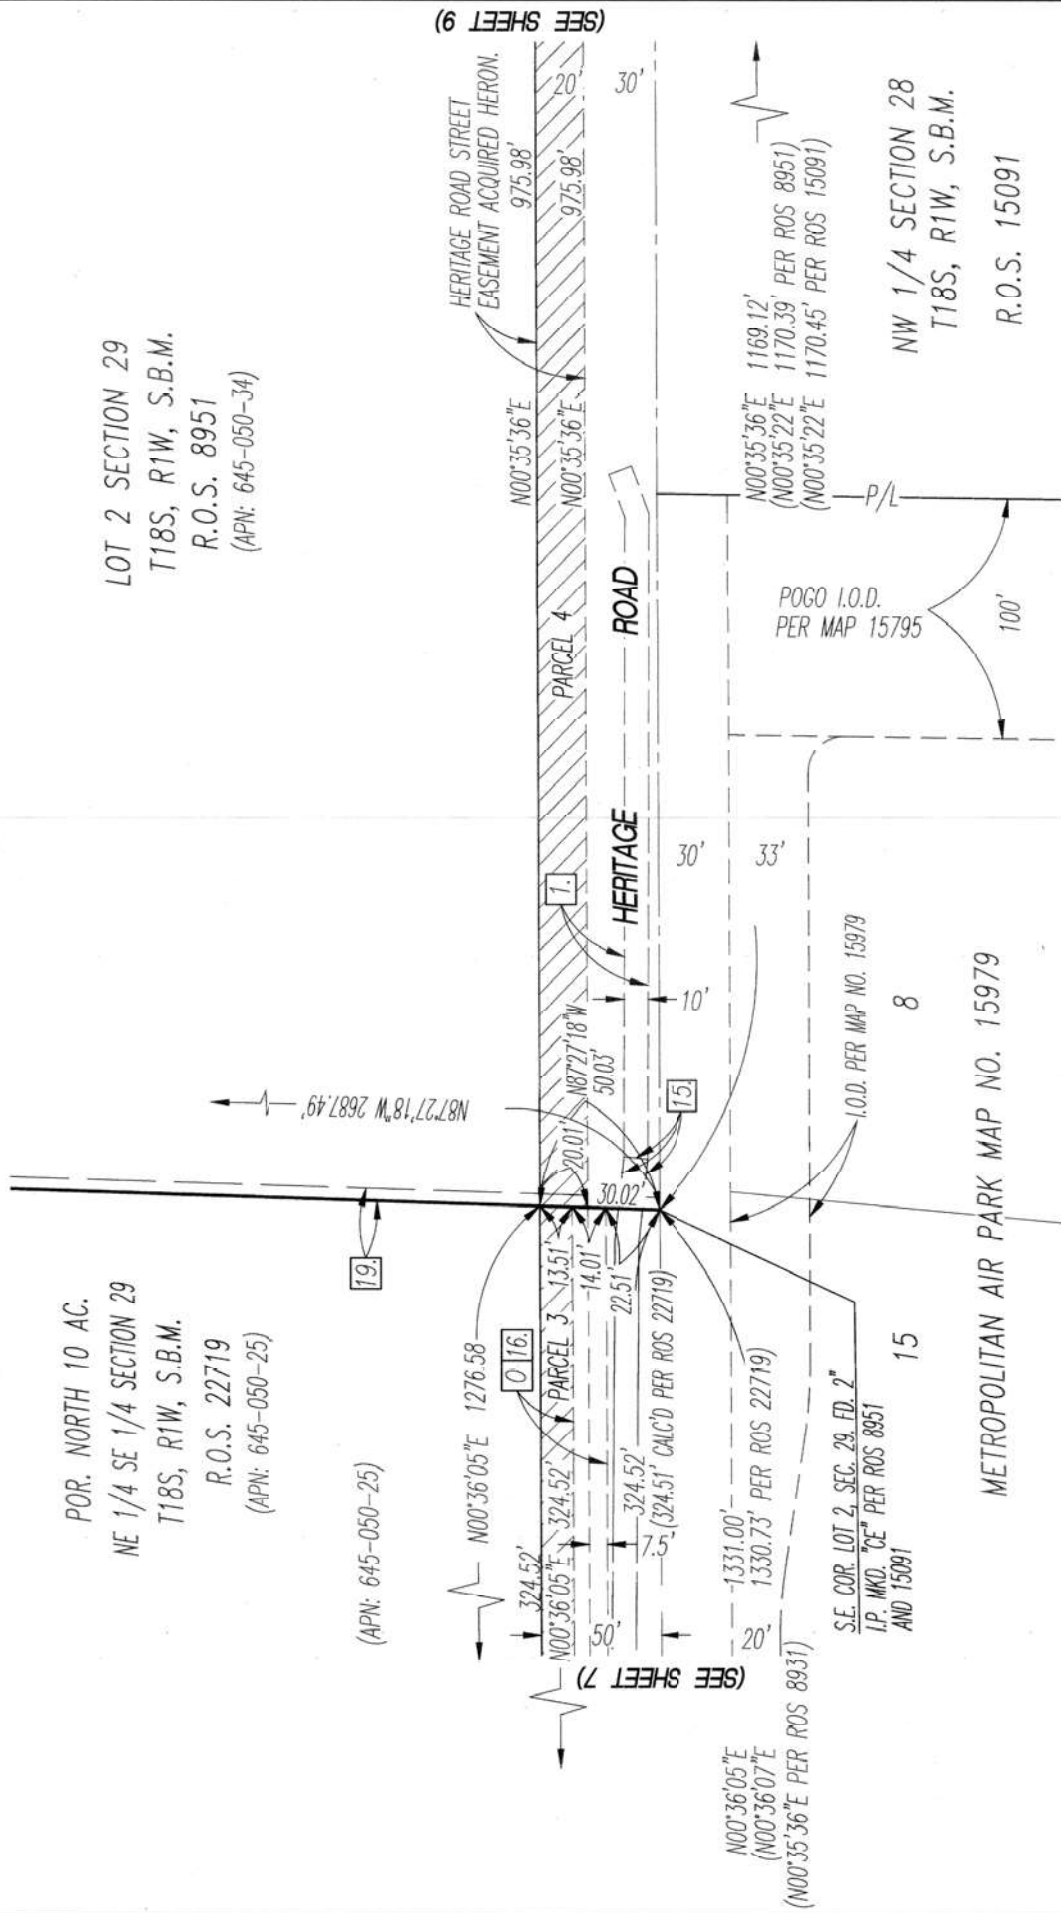 (SEE SHEET 9)
HERITAGE ROAD STREET
EASEMENT ACQUIRED HERON.
975.98'
975.98'
20'
30'
LOT 2 SECTION 29
T18S, R1W, S.B.M.
R.O.S. 8951
(APN: 645-050-34)
N00°35'36"E
N00°35'36"E
PARCEL 4
HERITAGE ROAD
N00°35'36"E 1169.12'
(N00°35'22"E 1170.39' PER ROS 8951)
(N00°35'22"E 1170.45' PER ROS 15091)
NW 1/4 SECTION 28
T18S, R1W, S.B.M.
R.O.S. 15091
P/L
POGO I.O.D.
PER MAP 15795
100'
30'
33'
1.
10'
N87°27'18"W
50.03'
N87°27'18"W 2687.49'
20.01'
30.02'
15.
I.O.D. PER MAP NO. 15979
8
METROPOLITAN AIR PARK MAP NO. 15979
15
19.
POR. NORTH 10 AC.
NE 1/4 SE 1/4 SECTION 29
T18S, R1W, S.B.M.
R.O.S. 22719
(APN: 645-050-25)
(APN: 645-050-25)
N00°36'05"E 1276.58
0 16.
324.52'
PARCEL 3 13.51'
N00°36'05"E 324.52'
14.01'
22.51'
324.52'
(324.51' CALC'D PER ROS 22719)
7.5'
50'
20'
1331.00'
1330.73' PER ROS 22719)
S.E. COR. LOT 2, SEC. 29. FD. 2"
I.P. MKD. "CE" PER ROS 8951
AND 15091
(SEE SHEET 7)
N00°36'05"E
(N00°36'07"E
(N00°35'36"E PER ROS 8931)